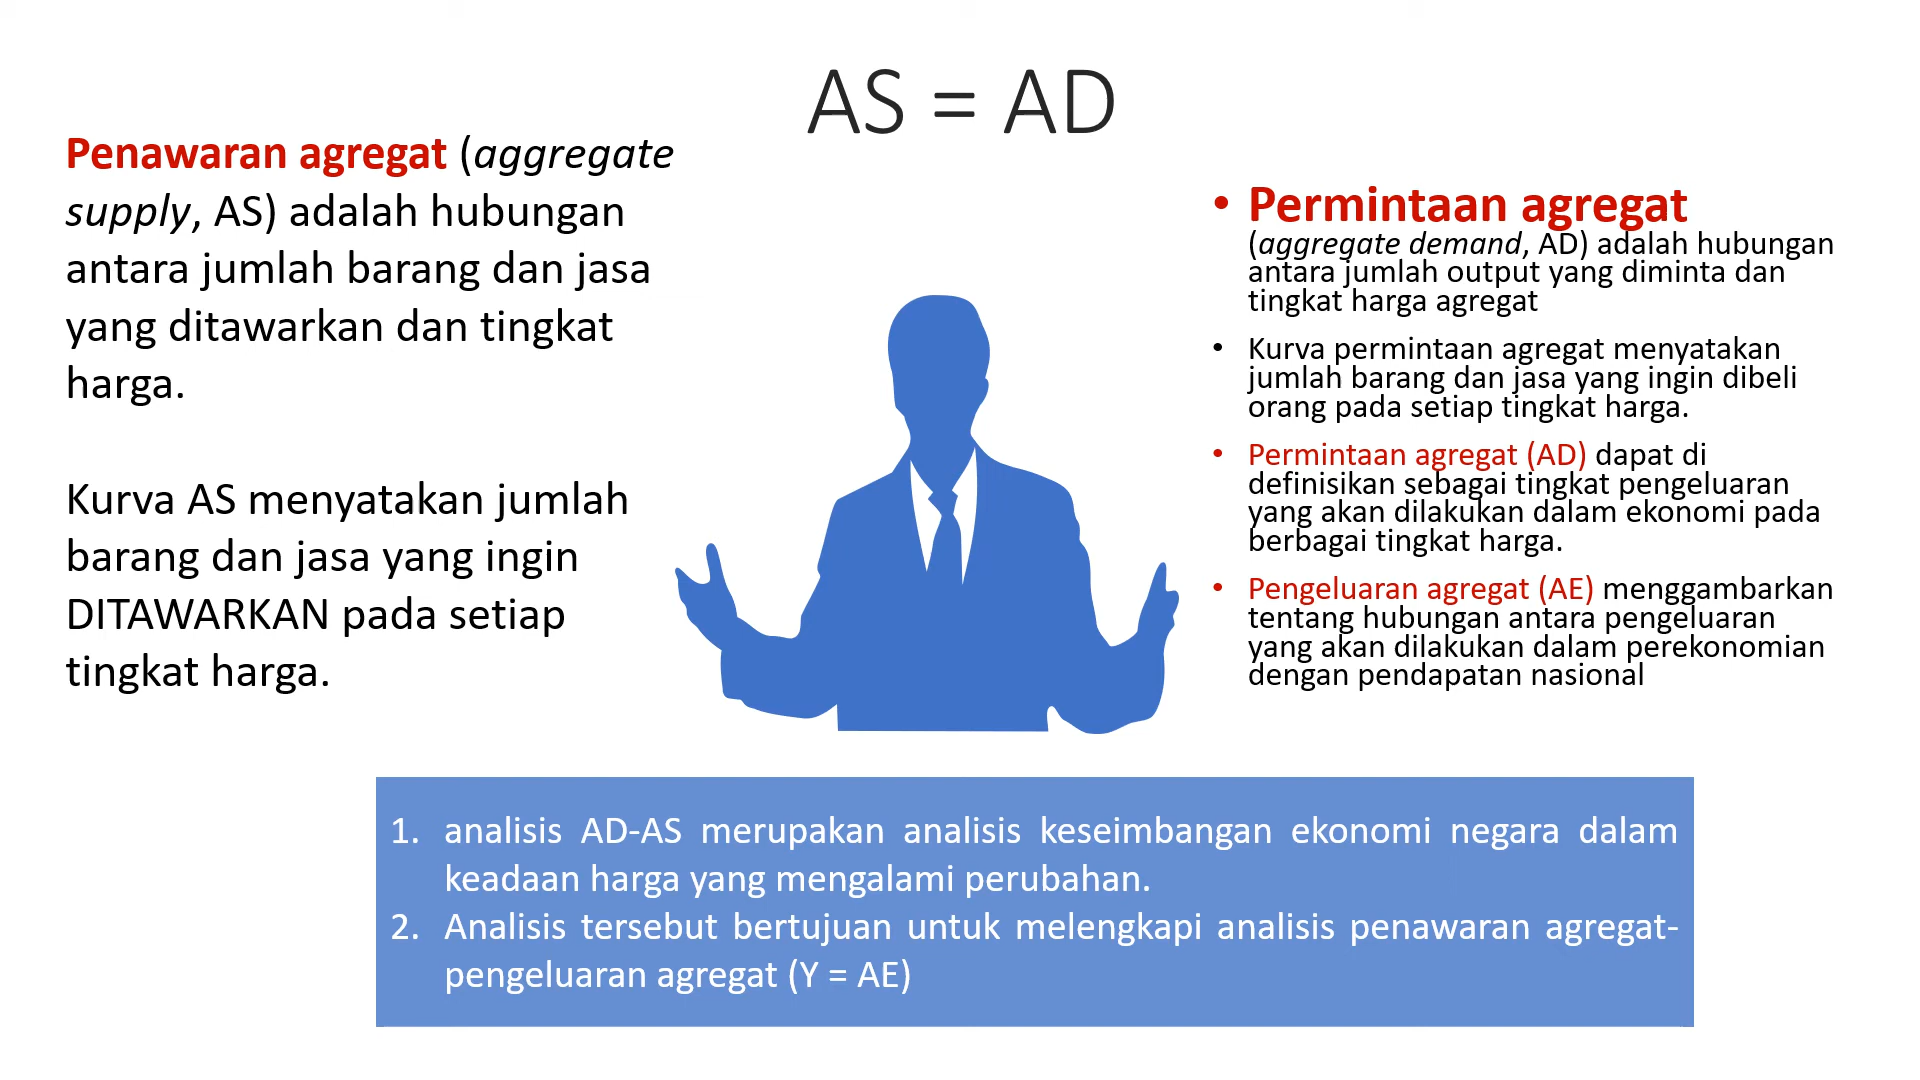 AS = AD
Penawaran agregat (aggregate
supply, AS) adalah hubungan
antara jumlah barang dan jasa
yang ditawarkan dan tingkat
harga.
Kurva AS menyatakan jumlah
barang dan jasa yang ingin
DITAWARKAN pada setiap
tingkat harga.
• Permintaan agregat
(aggregate demand, AD) adalah hubungan
antara jumlah output yang diminta dan
tingkat harga agregat
• Kurva permintaan agregat menyatakan
jumlah barang dan jasa yang ingin dibeli
orang pada setiap tingkat harga.
• Permintaan agregat (AD) dapat di
definisikan sebagai tingkat pengeluaran
yang akan dilakukan dalam ekonomi pada
berbagai tingkat harga.
• Pengeluaran agregat (AE) menggambarkan
tentang hubungan antara pengeluaran
yang akan dilakukan dalam perekonomian
dengan pendapatan nasional
1. analisis AD-AS merupakan analisis keseimbangan ekonomi negara dalam
keadaan harga yang mengalami perubahan.
2. Analisis tersebut bertujuan untuk melengkapi analisis penawaran agregat-
pengeluaran agregat (Y = AE)